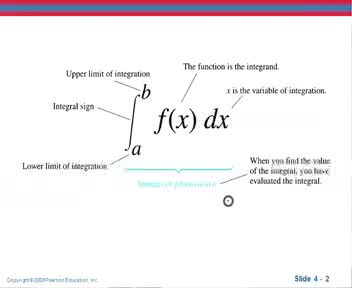 Upper limit of integration
The function is the integrand.
x is the variable of integration.
Integral sign
b
f(x) dx
a
Lower limit of integration
When you find the value
of the integral, you have
evaluated the integral.
Copyright © 2003 Pearson Education, Inc.
Slide 4 - 2